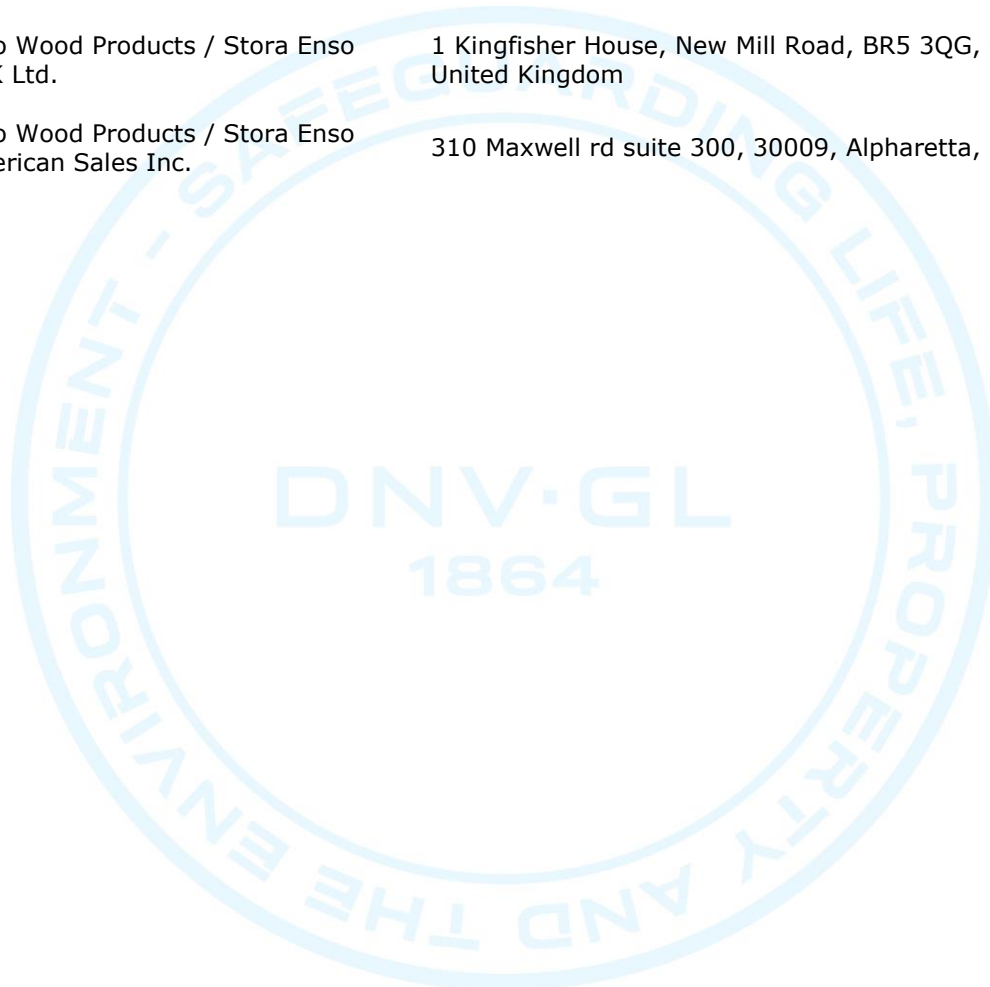 o Wood Products / Stora Enso
K Ltd.
1 Kingfisher House, New Mill Road, BR5 3QG,
United Kingdom
o Wood Products / Stora Enso
erican Sales Inc.
310 Maxwell rd suite 300, 30009, Alpharetta,
SAFEGUARDING LIFE, PROPERTY AND THE ENVIRONMENT -
DNV·GL
1864